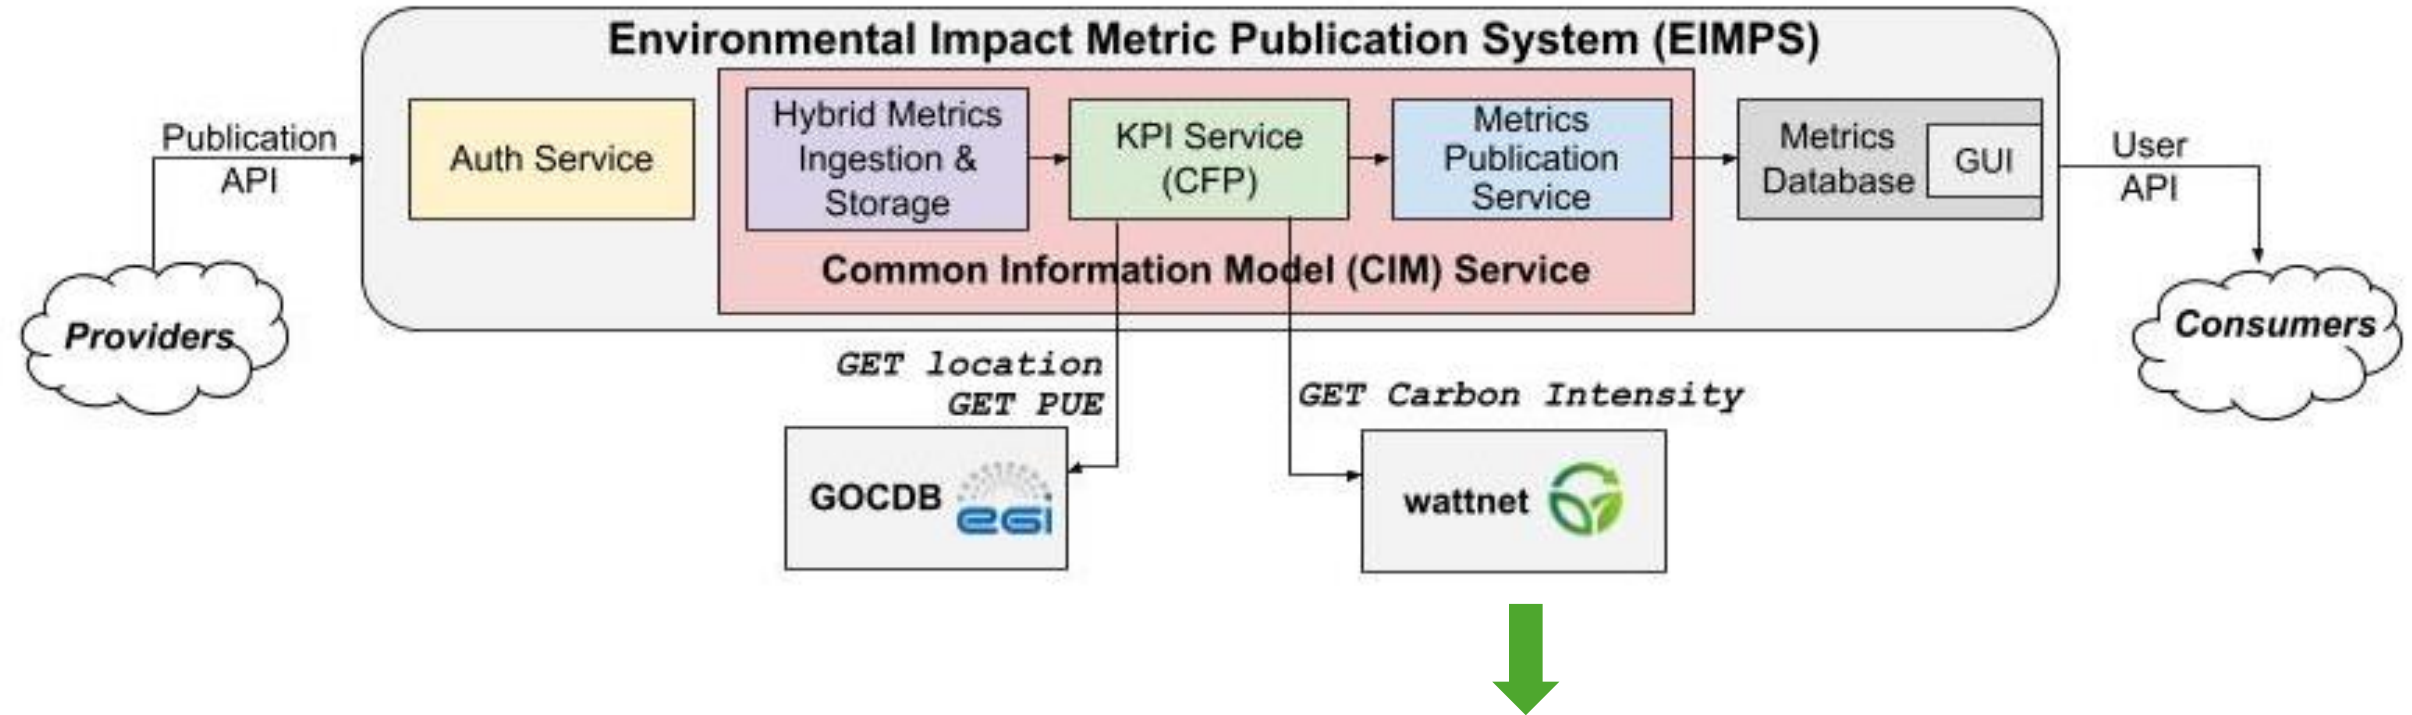 Environmental Impact Metric Publication System (EIMPS)
Publication
API
Auth Service
Hybrid Metrics
Ingestion &
Storage
KPI Service
(CFP)
Metrics
Publication
Service
Metrics
Database
GUI
User
API
Common Information Model (CIM) Service
Providers
Consumers
GET location
GET PUE
GET Carbon Intensity
GOCDB
egi
wattnet